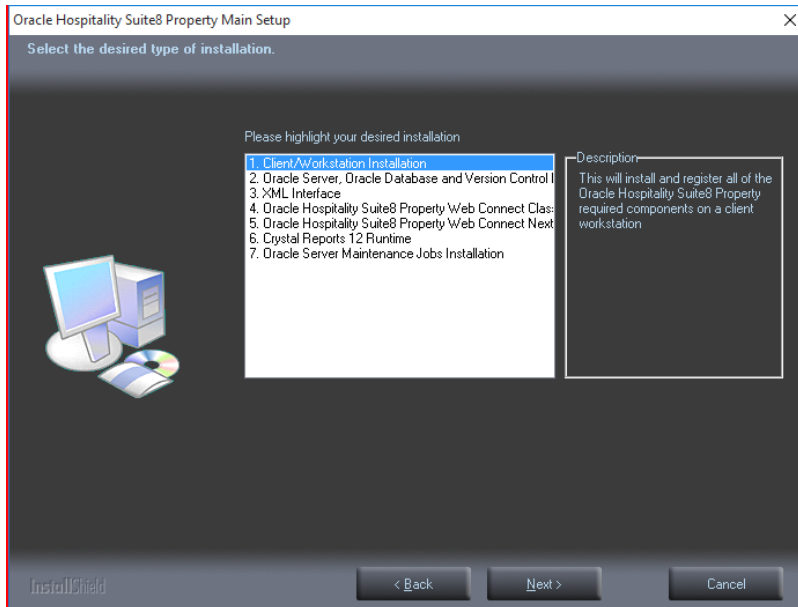 Oracle Hospitality Suite8 Property Main Setup
Select the desired type of installation.
Please highlight your desired installation
1. Client/Workstation Installation
2. Oracle Server, Oracle Database and Version Control I
3. XML Interface
4. Oracle Hospitality Suite8 Property Web Connect Clas
5. Oracle Hospitality Suite8 Property Web Connect Next
6. Crystal Reports 12 Runtime
7. Oracle Server Maintenance Jobs Installation
Description
This will install and register all of the
Oracle Hospitality Suite8 Property
required components on a client
workstation
InstallShield
< Back
Next >
Cancel